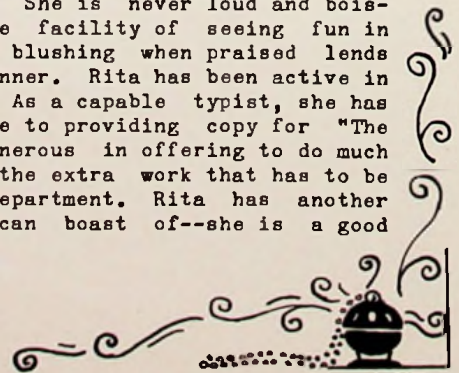 She is never loud and bois-
e facility of seeing fun in
blushing when praised lends
nner. Rita has been active in
As a capable typist, she has
e to providing copy for "The
nerous in offering to do much
the extra work that has to be
epartment. Rita has another
can boast of--she is a good